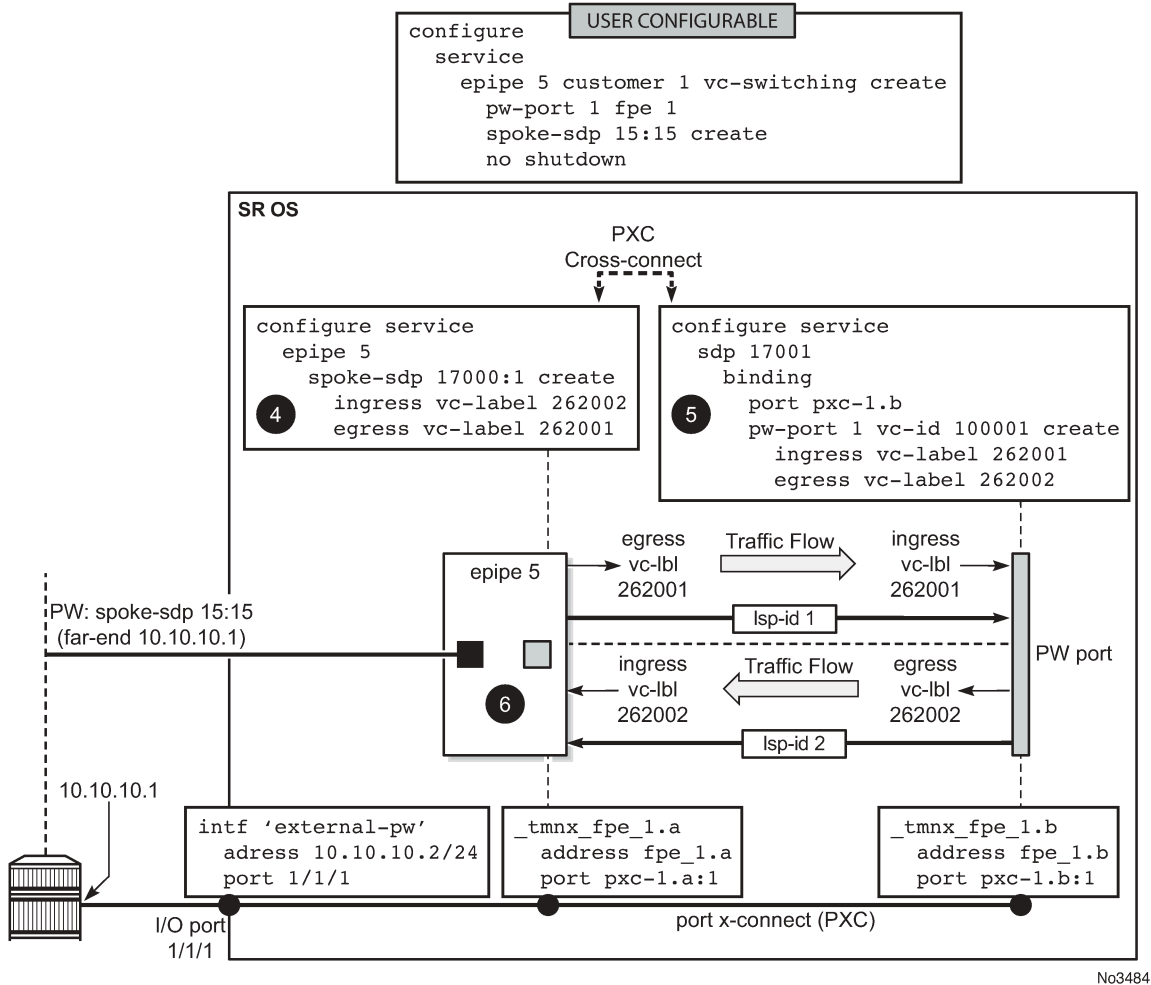 USER CONFIGURABLE
configure
service
epipe 5 customer 1 vc-switching create
pw-port 1 fpe 1
spoke-sdp 15:15 create
no shutdown
SR OS
PXC
Cross-connect
configure service
epipe 5
spoke-sdp 17000:1 create
ingress vc-label 262002
egress vc-label 262001
4
configure service
sdp 17001
binding
port pxc-1.b
pw-port 1 vc-id 100001 create
ingress vc-label 262001
egress vc-label 262002
5
epipe 5
6
egress
vc-lbl
262001
Traffic Flow
ingress
vc-lbl
262001
lsp-id 1
PW: spoke-sdp 15:15
(far-end 10.10.10.1)
ingress
vc-lbl
262002
Traffic Flow
egress
vc-lbl
262002
lsp-id 2
PW port
10.10.10.1
intf ‘external-pw’
adress 10.10.10.2/24
port 1/1/1
_tmnx_fpe_1.a
address fpe_1.a
port pxc-1.a:1
_tmnx_fpe_1.b
address fpe_1.b
port pxc-1.b:1
I/O port
1/1/1
port x-connect (PXC)
No3484